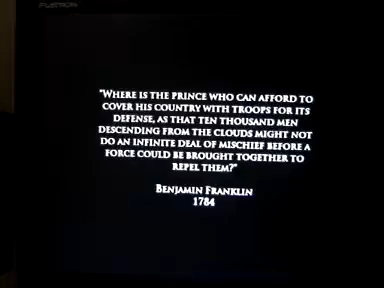 "Where is the prince who can afford to
cover his country with troops for its
defense, as that ten thousand men
descending from the clouds might not
do an infinite deal of mischief before a
force could be brought together to
repel them?"
Benjamin Franklin
1784